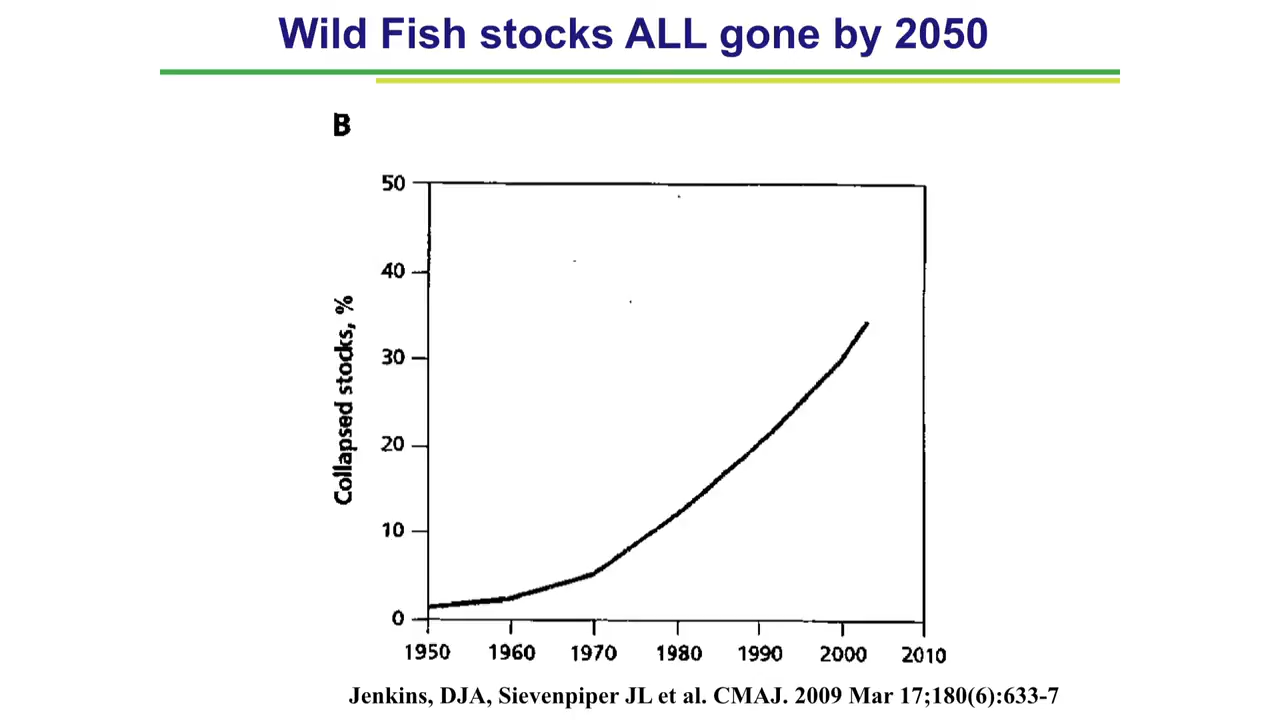 Wild Fish stocks ALL gone by 2050
B
Collapsed stocks, %
50
40
30
20
10
0
1950 1960 1970 1980 1990 2000 2010
Jenkins, DJA, Sievenpiper JL et al. CMAJ. 2009 Mar 17;180(6):633-7